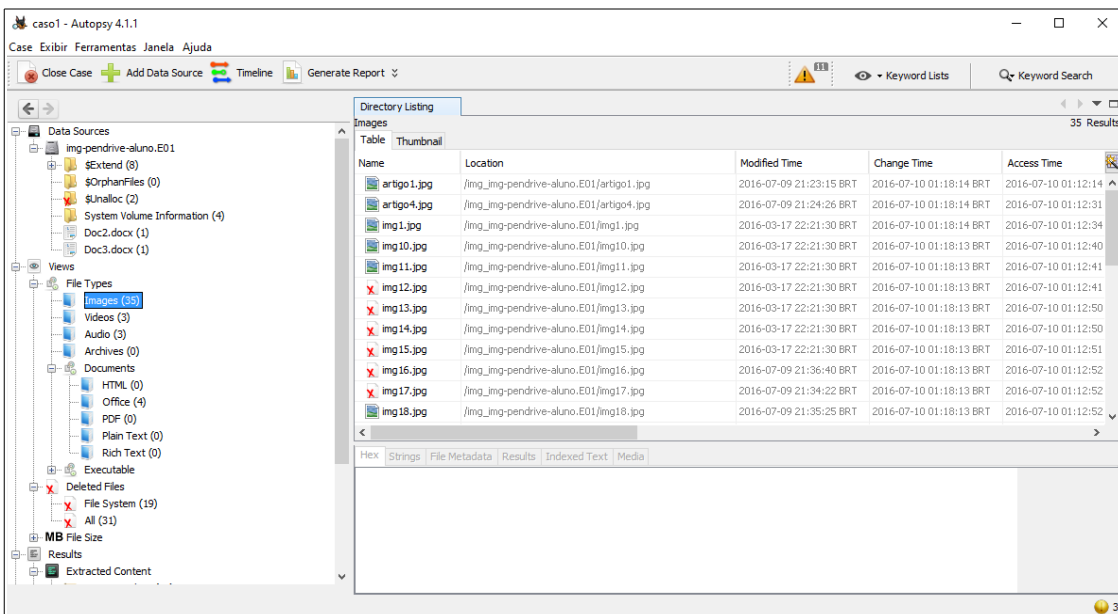 caso1 - Autopsy 4.1.1
Case Exibir Ferramentas Janela Ajuda
Close Case Add Data Source Timeline Generate Report 11 Keyword Lists Keyword Search
Data Sources
img-pendrive-aluno.E01
$Extend (8)
$OrphanFiles (0)
$Unalloc (2)
System Volume Information (4)
Doc2.docx (1)
Doc3.docx (1)
Views
File Types
Images (35)
Videos (3)
Audio (3)
Archives (0)
Documents
HTML (0)
Office (4)
PDF (0)
Plain Text (0)
Rich Text (0)
Executable
Deleted Files
File System (19)
All (31)
MB File Size
Results
Extracted Content
Directory Listing
Images 35 Results
Table Thumbnail
Name Location Modified Time Change Time Access Time
artigo1.jpg /img_img-pendrive-aluno.E01/artigo1.jpg 2016-07-09 21:23:15 BRT 2016-07-10 01:18:14 BRT 2016-07-10 01:12:14
artigo4.jpg /img_img-pendrive-aluno.E01/artigo4.jpg 2016-07-09 21:24:26 BRT 2016-07-10 01:18:14 BRT 2016-07-10 01:12:31
img1.jpg /img_img-pendrive-aluno.E01/img1.jpg 2016-03-17 22:21:30 BRT 2016-07-10 01:18:14 BRT 2016-07-10 01:12:34
img10.jpg /img_img-pendrive-aluno.E01/img10.jpg 2016-03-17 22:21:30 BRT 2016-07-10 01:18:13 BRT 2016-07-10 01:12:40
img11.jpg /img_img-pendrive-aluno.E01/img11.jpg 2016-03-17 22:21:30 BRT 2016-07-10 01:18:13 BRT 2016-07-10 01:12:41
img12.jpg /img_img-pendrive-aluno.E01/img12.jpg 2016-03-17 22:21:30 BRT 2016-07-10 01:18:13 BRT 2016-07-10 01:12:41
img13.jpg /img_img-pendrive-aluno.E01/img13.jpg 2016-03-17 22:21:30 BRT 2016-07-10 01:18:13 BRT 2016-07-10 01:12:50
img14.jpg /img_img-pendrive-aluno.E01/img14.jpg 2016-03-17 22:21:30 BRT 2016-07-10 01:18:13 BRT 2016-07-10 01:12:50
img15.jpg /img_img-pendrive-aluno.E01/img15.jpg 2016-03-17 22:21:30 BRT 2016-07-10 01:18:13 BRT 2016-07-10 01:12:51
img16.jpg /img_img-pendrive-aluno.E01/img16.jpg 2016-07-09 21:36:40 BRT 2016-07-10 01:18:13 BRT 2016-07-10 01:12:52
img17.jpg /img_img-pendrive-aluno.E01/img17.jpg 2016-07-09 21:34:22 BRT 2016-07-10 01:18:13 BRT 2016-07-10 01:12:52
img18.jpg /img_img-pendrive-aluno.E01/img18.jpg 2016-07-09 21:35:25 BRT 2016-07-10 01:18:13 BRT 2016-07-10 01:12:52
Hex Strings File Metadata Results Indexed Text Media
3